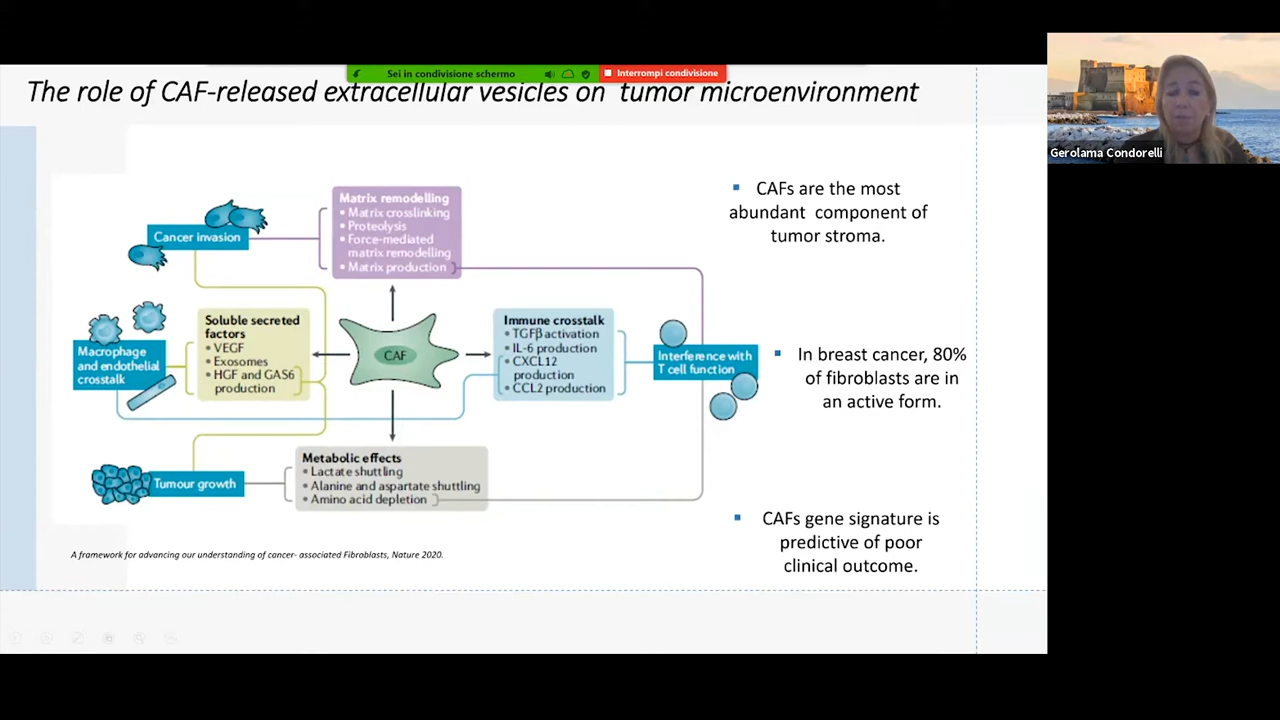 Sei in condivisione schermo
Interrompi condivisione
The role of CAF-released extracellular vesicles on tumor microenvironment
Gerolama Condorelli
Matrix remodelling
• Matrix crosslinking
• Proteolysis
• Force-mediated
matrix remodelling
• Matrix production
Cancer invasion
Soluble secreted
factors
• VEGF
• Exosomes
• HGF and GAS6
production
Macrophage
and endothelial
crosstalk
CAF
Immune crosstalk
• TGFβ activation
• IL-6 production
• CXCL12
production
• CCL2 production
Interference with
T cell function
Metabolic effects
• Lactate shuttling
• Alanine and aspartate shuttling
• Amino acid depletion
Tumour growth
A framework for advancing our understanding of cancer- associated Fibroblasts, Nature 2020.
▪ CAFs are the most
abundant component of
tumor stroma.
▪ In breast cancer, 80%
of fibroblasts are in
an active form.
▪ CAFs gene signature is
predictive of poor
clinical outcome.